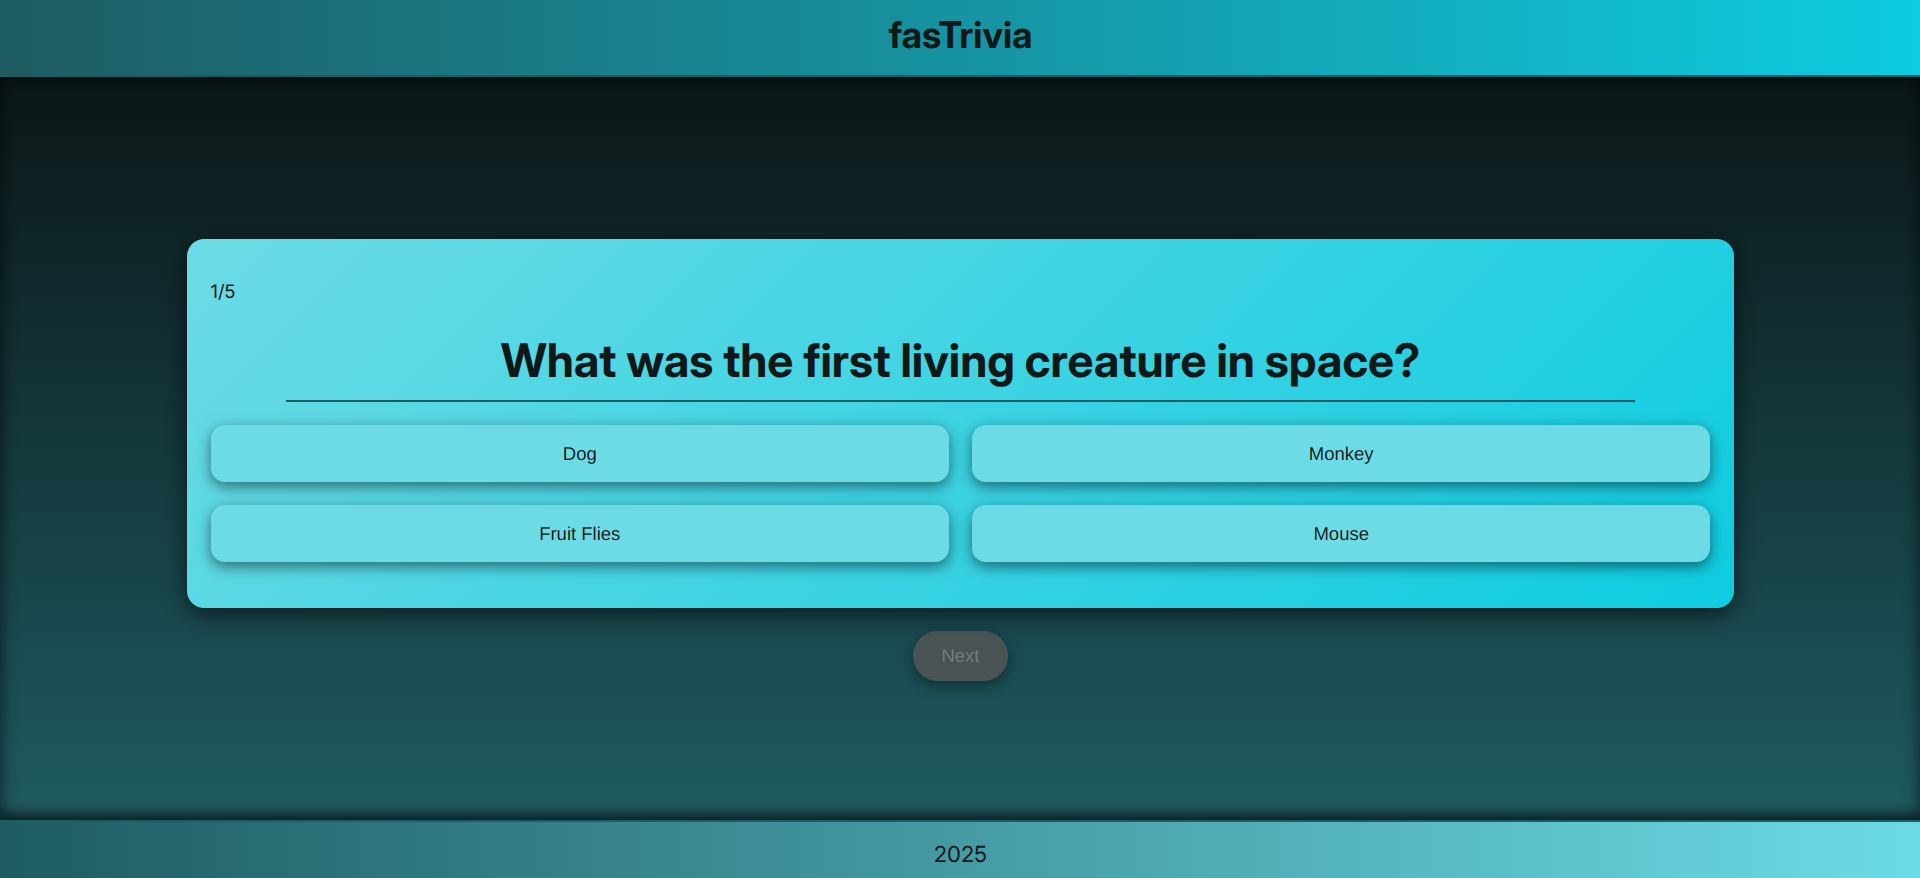 fasTrivia
1/5
What was the first living creature in space?
Dog
Monkey
Fruit Flies
Mouse
Next
2025